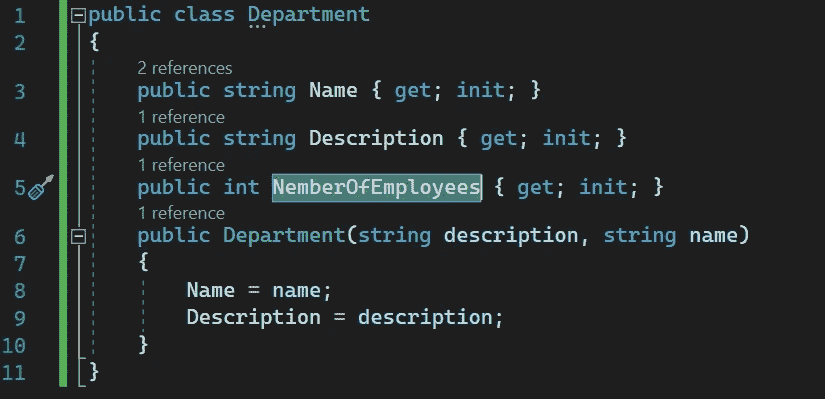 1 public class Department
2 {
2 references
3 public string Name { get; init; }
1 reference
4 public string Description { get; init; }
1 reference
5 public int NemberOfEmployees { get; init; }
1 reference
6 public Department(string description, string name)
7 {
8 Name = name;
9 Description = description;
10 }
11 }